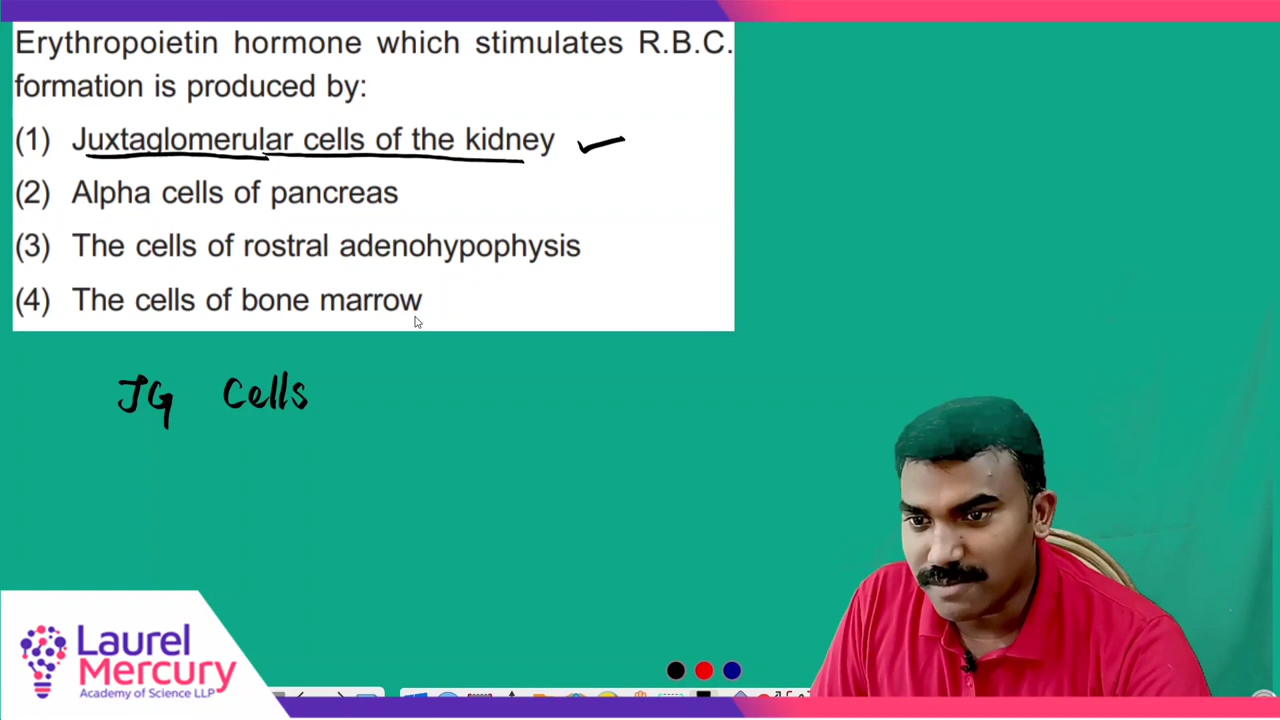 Erythropoietin hormone which stimulates R.B.C.
formation is produced by:
(1) Juxtaglomerular cells of the kidney
(2) Alpha cells of pancreas
(3) The cells of rostral adenohypophysis
(4) The cells of bone marrow
JG Cells
Laurel
Mercury
Academy of Science LLP